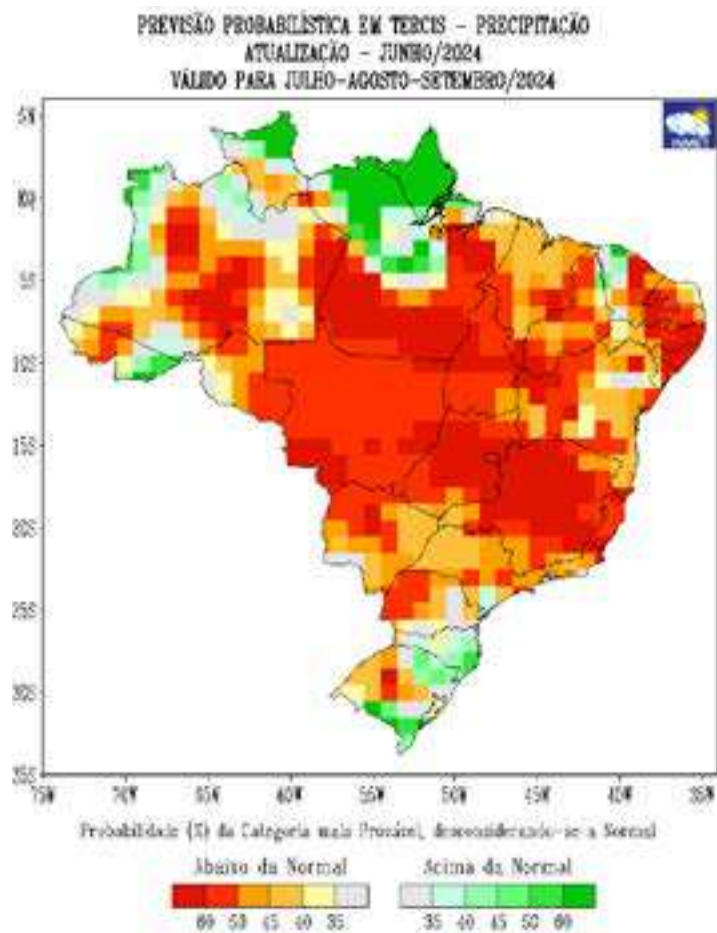 PREVISÃO PROBABILÍSTICA EM TERCIS - PRECIPITAÇÃO
ATUALIZAÇÃO - JUNHO/2024
VÁLIDO PARA JULHO-AGOSTO-SETEMBRO/2024
5N
INMET
5S
10S
15S
20S
25S
30S
35S
75W 70W 65W 60W 55W 50W 45W 40W 35W
Probabilidade (%) da Categoria mais Provável, desconsiderando-se a Normal
Abaixo da Normal Acima da Normal
60 50 45 40 35 35 40 45 50 60